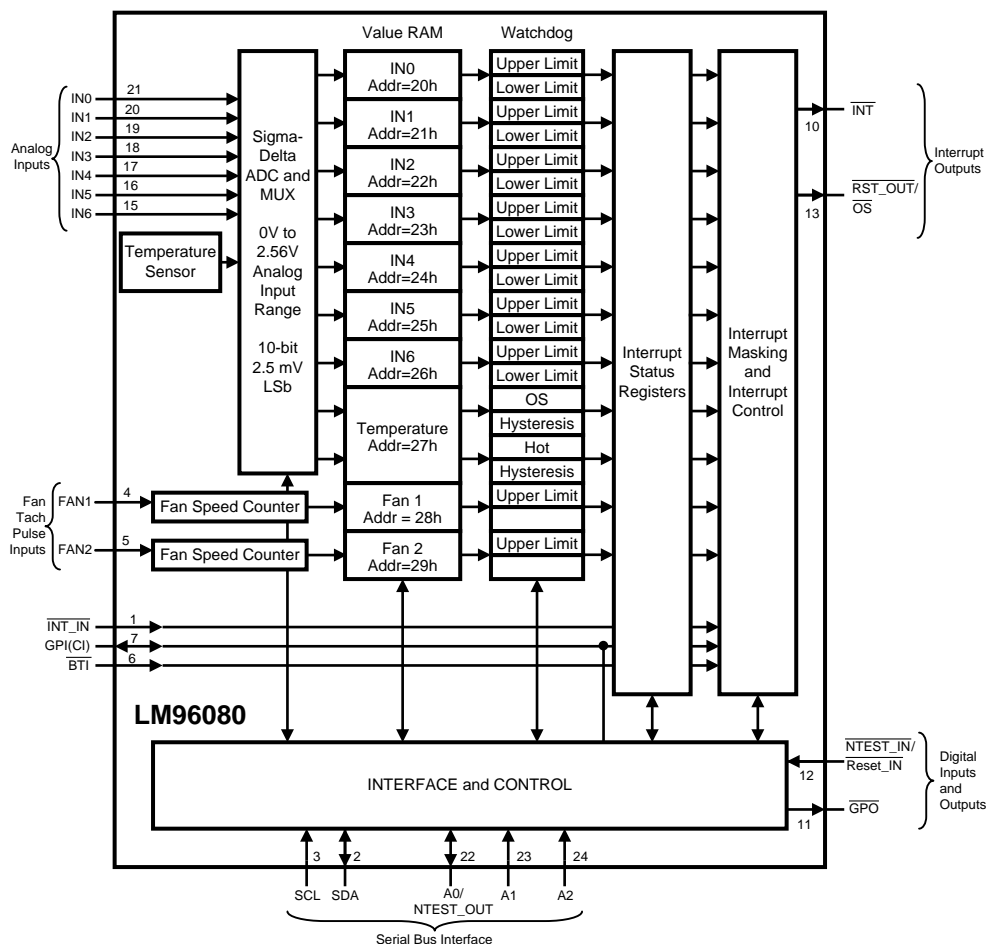 Value RAM
Watchdog
Analog
Inputs
IN0
21
IN1
20
IN2
19
IN3
18
IN4
17
IN5
16
IN6
15
Temperature
Sensor
Sigma-
Delta
ADC and
MUX
0V to
2.56V
Analog
Input
Range
10-bit
2.5 mV
LSb
IN0
Addr=20h
IN1
Addr=21h
IN2
Addr=22h
IN3
Addr=23h
IN4
Addr=24h
IN5
Addr=25h
IN6
Addr=26h
Temperature
Addr=27h
Fan 1
Addr = 28h
Fan 2
Addr=29h
Upper Limit
Lower Limit
Upper Limit
Lower Limit
Upper Limit
Lower Limit
Upper Limit
Lower Limit
Upper Limit
Lower Limit
Upper Limit
Lower Limit
Upper Limit
Lower Limit
OS
Hysteresis
Hot
Hysteresis
Upper Limit
Upper Limit
Interrupt
Status
Registers
Interrupt
Masking
and
Interrupt
Control
INT
10
RST_OUT/
OS
13
Interrupt
Outputs
Fan
Tach
Pulse
Inputs
FAN1
4
Fan Speed Counter
FAN2
5
Fan Speed Counter
INT_IN
1
GPI(CI)
7
BTI
6
LM96080
INTERFACE and CONTROL
NTEST_IN/
Reset_IN
12
GPO
11
Digital
Inputs
and
Outputs
3
2
22
23
24
SCL
SDA
A0/
NTEST_OUT
A1
A2
Serial Bus Interface